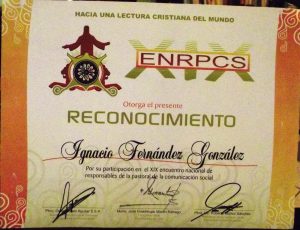 HACIA UNA LECTURA CRISTIANA DEL MUNDO
XIX
ENRPCS
Otorga el presente
RECONOCIMIENTO
Ignacio Fernández González
Por su participación en el XIX encuentro nacional de
responsables de la pastoral de la comunicación social